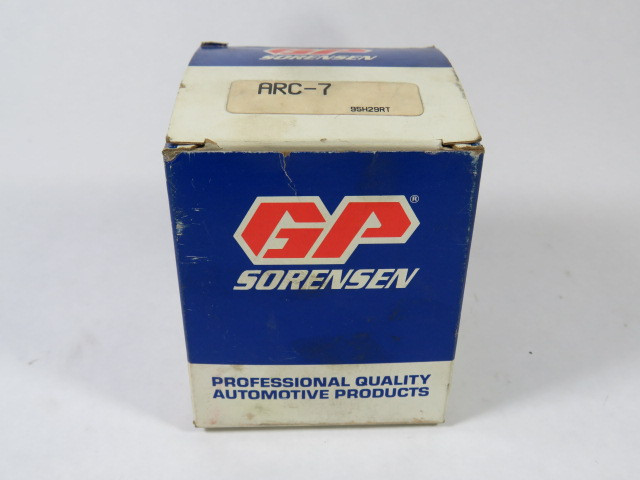 GP
SORENSEN
ARC-7
95H29RT
GP®
SORENSEN
PROFESSIONAL QUALITY
AUTOMOTIVE PRODUCTS